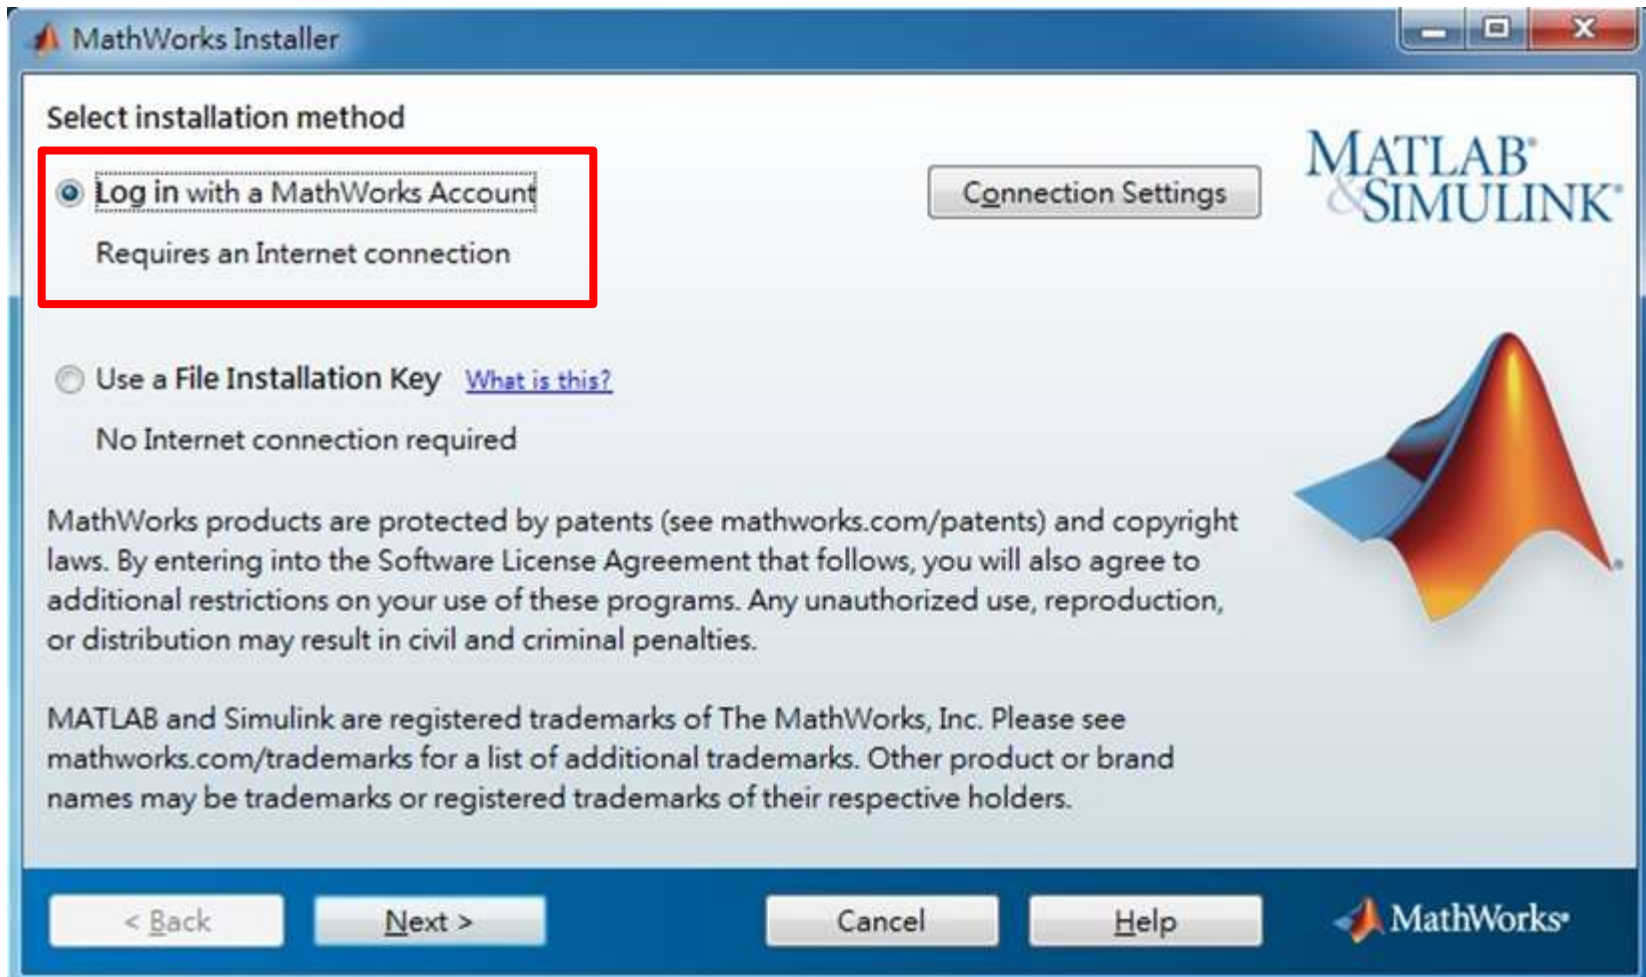 MathWorks Installer
Select installation method
Log in with a MathWorks Account
Requires an Internet connection
Connection Settings
MATLAB®
&SIMULINK®
Use a File Installation Key What is this?
No Internet connection required
MathWorks products are protected by patents (see mathworks.com/patents) and copyright
laws. By entering into the Software License Agreement that follows, you will also agree to
additional restrictions on your use of these programs. Any unauthorized use, reproduction,
or distribution may result in civil and criminal penalties.
MATLAB and Simulink are registered trademarks of The MathWorks, Inc. Please see
mathworks.com/trademarks for a list of additional trademarks. Other product or brand
names may be trademarks or registered trademarks of their respective holders.
< Back Next > Cancel Help MathWorks®